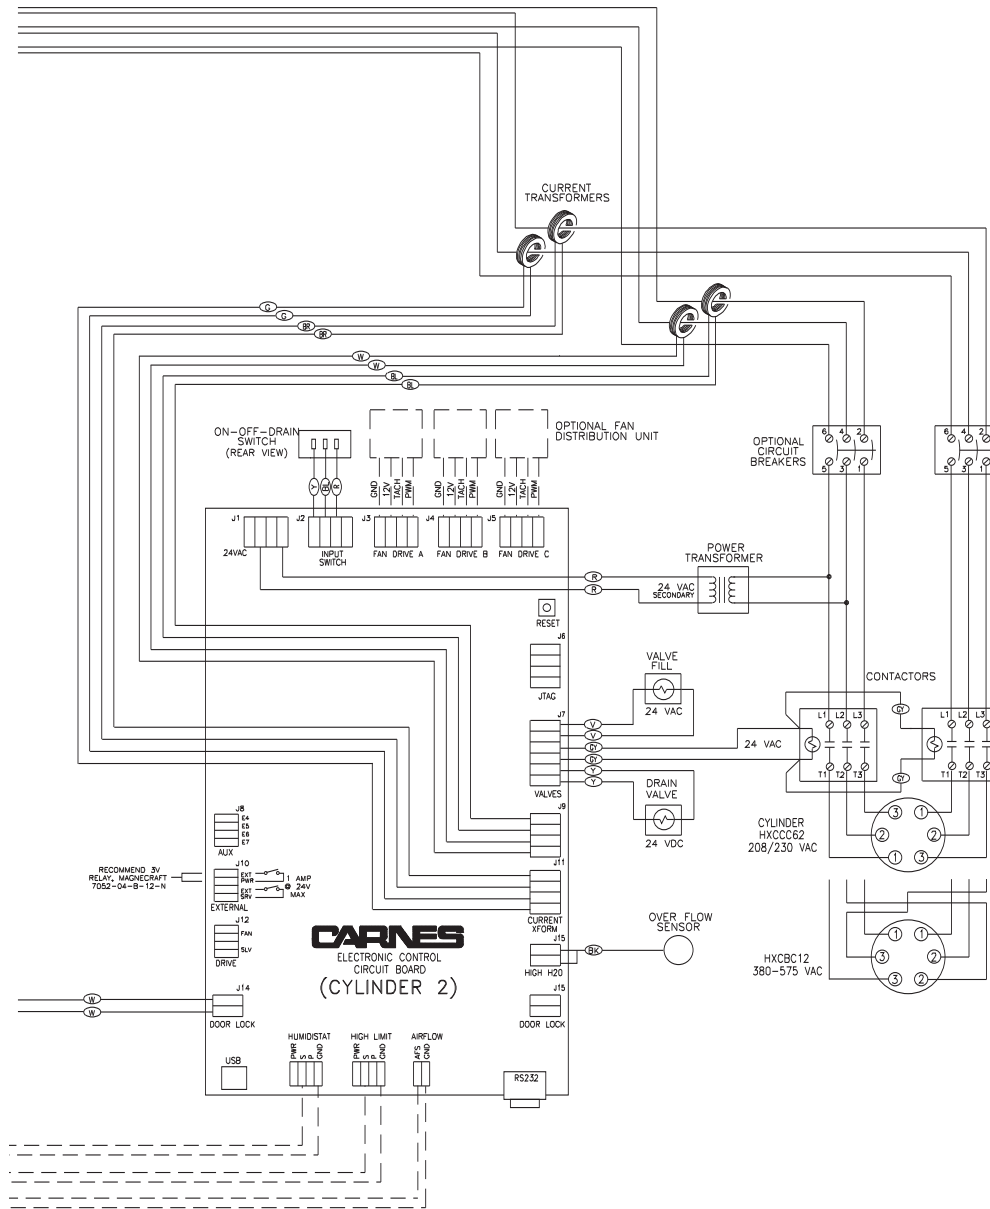 CURRENT
TRANSFORMERS
G
G
BR
BR
W
W
BL
BL
ON-OFF-DRAIN
SWITCH
(REAR VIEW)
OPTIONAL FAN
DISTRIBUTION UNIT
OPTIONAL
CIRCUIT
BREAKERS
6 4 2
5 3 1
6 4 2
5 3 1
Y BL R
GND 12V TACH PWM
GND 12V TACH PWM
GND 12V TACH PWM
J1 J2 J3 J4 J5
24VAC
INPUT
SWITCH
FAN DRIVE A
FAN DRIVE B
FAN DRIVE C
POWER
TRANSFORMER
R
R
24 VAC
SECONDARY
RESET
J6
JTAG
VALVE
FILL
24 VAC
CONTACTORS
J7
V
V
GY
GY
Y
Y
VALVES
24 VAC
GY
GY
L1 L2 L3
T1 T2 T3
L1 L2 L3
T1 T2 T3
DRAIN
VALVE
24 VDC
J8
E4
E5
E6
E7
AUX
J9
CYLINDER
HXCCC62
208/230 VAC
3 1
2 2
1 3
RECOMMEND 3V
RELAY, MAGNECRAFT
7052-04-B-12-N
J10
EXT
PWR
EXT
SRV
1 AMP
@ 24V
MAX
EXTERNAL
J11
CURRENT
XFORM
J12
FAN
SLV
DRIVE
CARNES
ELECTRONIC CONTROL
CIRCUIT BOARD
(CYLINDER 2)
J15
HIGH H20
BK
OVER FLOW
SENSOR
HXCBC12
380-575 VAC
1 1
3 2
3 2
W
W
J14
DOOR LOCK
J15
DOOR LOCK
HUMIDISTAT
PWR S P GND
HIGH LIMIT
PWR S P GND
AIRFLOW
AFS GND
USB
RS232